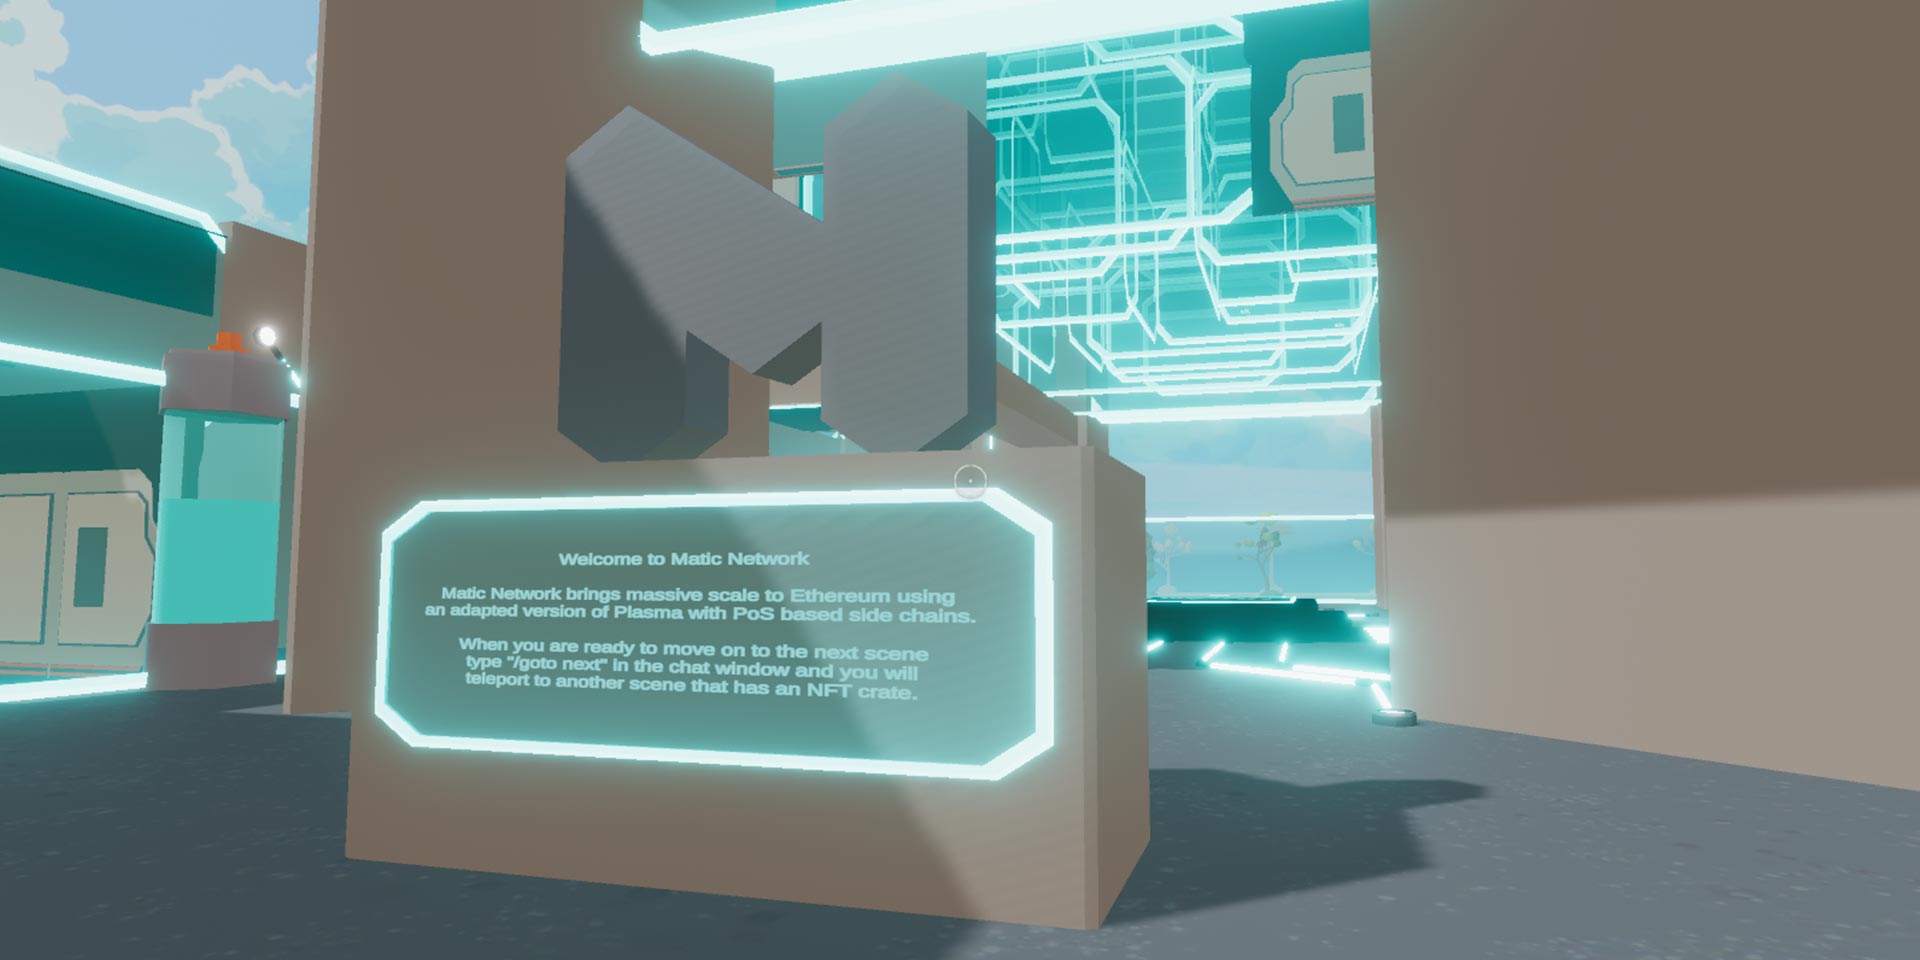 Welcome to Matic Network
Matic Network brings massive scale to Ethereum using
an adapted version of Plasma with PoS based side chains.
When you are ready to move on to the next scene
type "/goto next" in the chat window and you will
teleport to another scene that has an NFT crate.